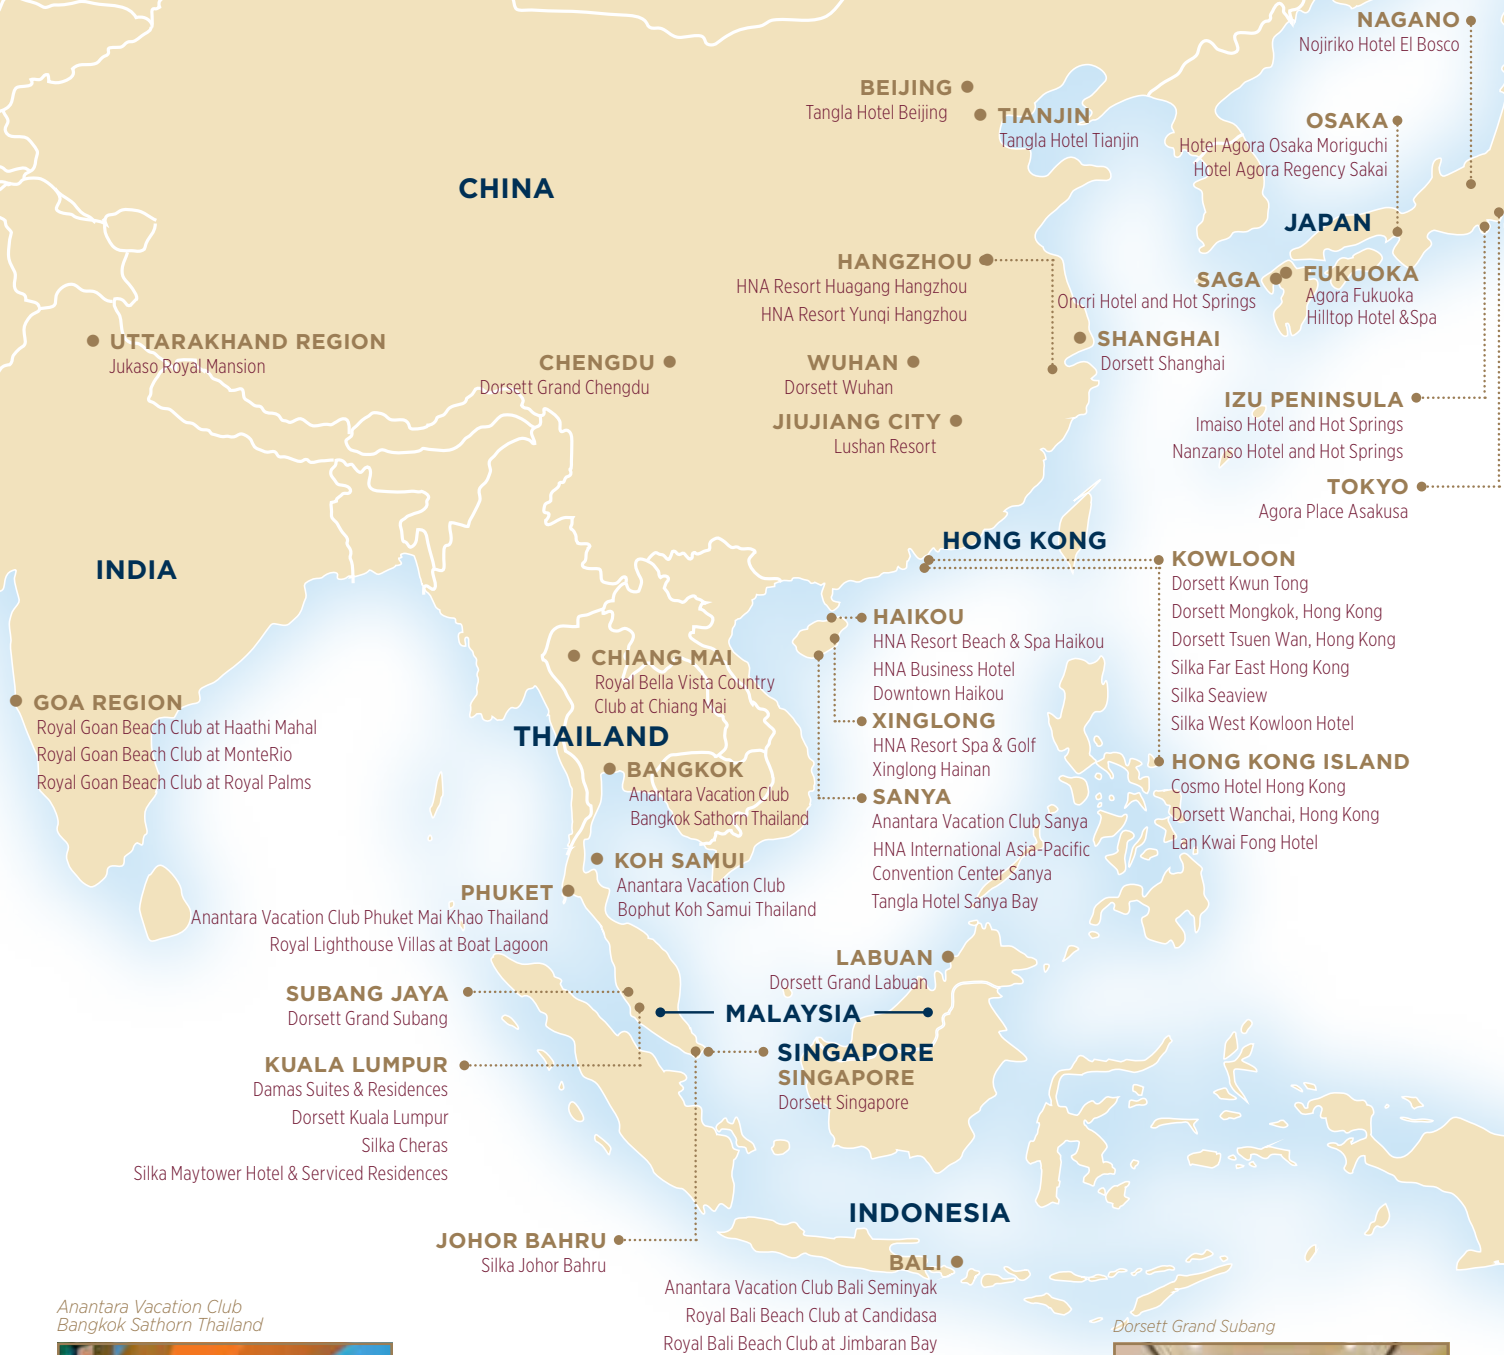 NAGANO
Nojiriko Hotel El Bosco
BEIJING
Tangla Hotel Beijing
TIANJIN
Tangla Hotel Tianjin
OSAKA
Hotel Agora Osaka Moriguchi
Hotel Agora Regency Sakai
CHINA
JAPAN
HANGZHOU
HNA Resort Huagang Hangzhou
HNA Resort Yunqi Hangzhou
SAGA
Oncri Hotel and Hot Springs
FUKUOKA
Agora Fukuoka
Hilltop Hotel &Spa
UTTARAKHAND REGION
Jukaso Royal Mansion
CHENGDU
Dorsett Grand Chengdu
WUHAN
Dorsett Wuhan
SHANGHAI
Dorsett Shanghai
JIUJIANG CITY
Lushan Resort
IZU PENINSULA
Imaiso Hotel and Hot Springs
Nanzanso Hotel and Hot Springs
TOKYO
Agora Place Asakusa
INDIA
HONG KONG
KOWLOON
Dorsett Kwun Tong
Dorsett Mongkok, Hong Kong
Dorsett Tsuen Wan, Hong Kong
Silka Far East Hong Kong
Silka Seaview
Silka West Kowloon Hotel
HONG KONG ISLAND
Cosmo Hotel Hong Kong
Dorsett Wanchai, Hong Kong
Lan Kwai Fong Hotel
HAIKOU
HNA Resort Beach & Spa Haikou
HNA Business Hotel
Downtown Haikou
XINGLONG
HNA Resort Spa & Golf
Xinglong Hainan
SANYA
Anantara Vacation Club Sanya
HNA International Asia-Pacific
Convention Center Sanya
Tangla Hotel Sanya Bay
CHIANG MAI
Royal Bella Vista Country
Club at Chiang Mai
THAILAND
BANGKOK
Anantara Vacation Club
Bangkok Sathorn Thailand
GOA REGION
Royal Goan Beach Club at Haathi Mahal
Royal Goan Beach Club at MonteRio
Royal Goan Beach Club at Royal Palms
KOH SAMUI
Anantara Vacation Club
Bophut Koh Samui Thailand
PHUKET
Anantara Vacation Club Phuket Mai Khao Thailand
Royal Lighthouse Villas at Boat Lagoon
LABUAN
Dorsett Grand Labuan
SUBANG JAYA
Dorsett Grand Subang
MALAYSIA
SINGAPORE
SINGAPORE
Dorsett Singapore
KUALA LUMPUR
Damas Suites & Residences
Dorsett Kuala Lumpur
Silka Cheras
Silka Maytower Hotel & Serviced Residences
INDONESIA
JOHOR BAHRU
Silka Johor Bahru
BALI
Anantara Vacation Club Bali Seminyak
Royal Bali Beach Club at Candidasa
Royal Bali Beach Club at Jimbaran Bay
Anantara Vacation Club
Bangkok Sathorn Thailand
Dorsett Grand Subang